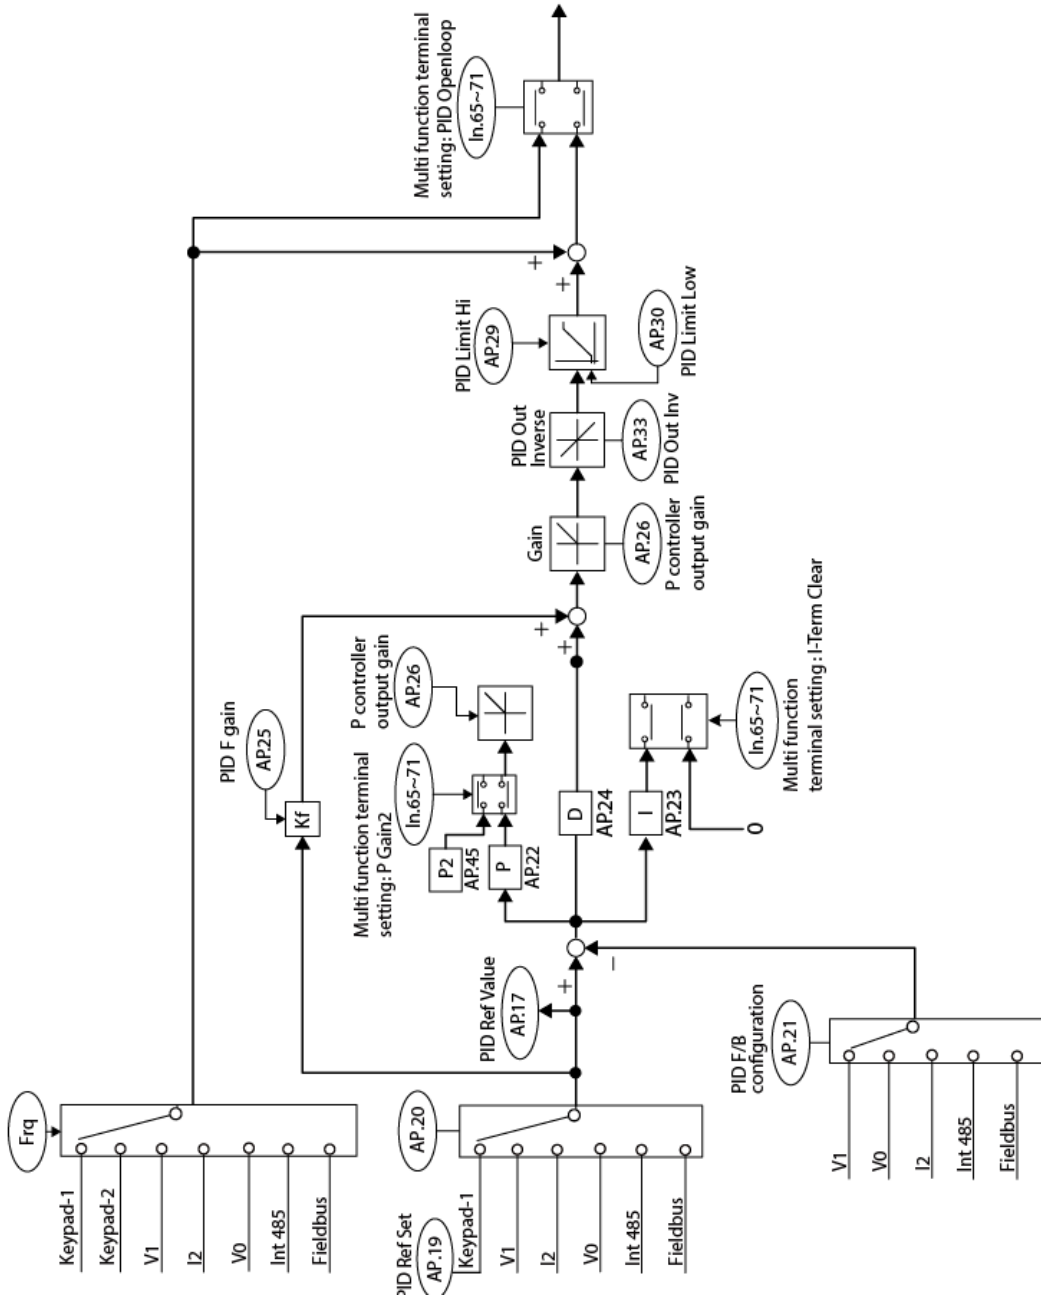 Frq
Keypad-1
Keypad-2
V1
I2
V0
Int 485
Fieldbus
PID F gain
AP.25
Kf
Multi function terminal
setting: P Gain2
In.65~71
P2
AP.45
P
AP.22
P controller
output gain
AP.26
Multi function terminal
setting: PID Openloop
In.65~71
PID Ref Set
AP.19
AP.20
Keypad-1
V1
I2
V0
Int 485
Fieldbus
PID Ref Value
AP.17
+
−
D
AP.24
I
AP.23
0
In.65~71
Multi function
terminal setting : I-Term Clear
+
+
Gain
AP.26
P controller
output gain
PID Out
Inverse
AP.33
PID Out Inv
PID Limit Hi
AP.29
AP.30
PID Limit Low
+
+
PID F/B
configuration
AP.21
V1
V0
I2
Int 485
Fieldbus